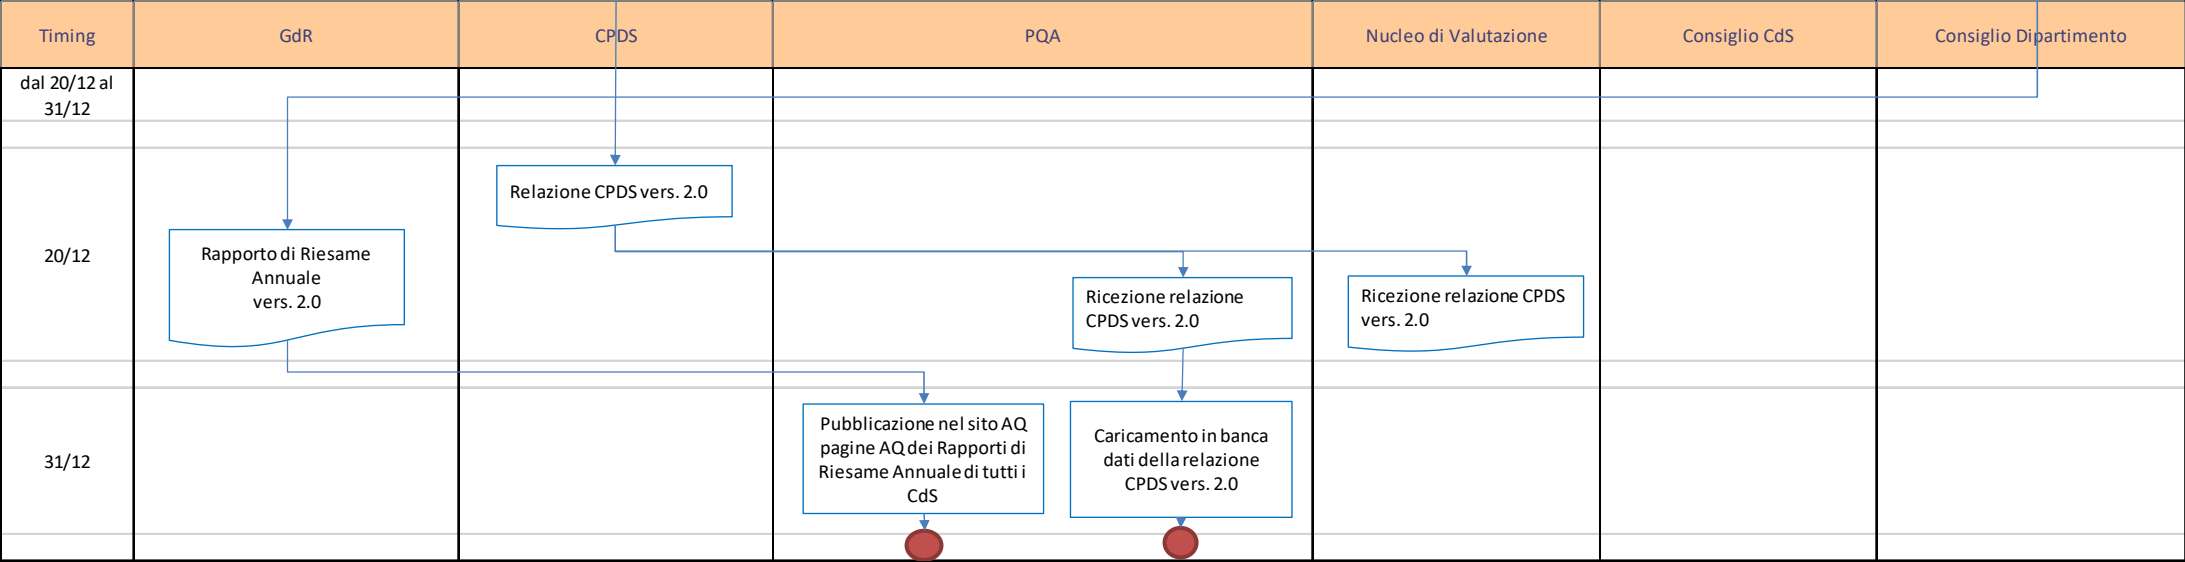 Timing
GdR
CPDS
PQA
Nucleo di Valutazione
Consiglio CdS
Consiglio Dipartimento
dal 20/12 al
31/12
20/12
Relazione CPDS vers. 2.0
Rapporto di Riesame
Annuale
vers. 2.0
Ricezione relazione
CPDS vers. 2.0
Ricezione relazione CPDS
vers. 2.0
31/12
Pubblicazione nel sito AQ
pagine AQ dei Rapporti di
Riesame Annuale di tutti i
CdS
Caricamento in banca
dati della relazione
CPDS vers. 2.0